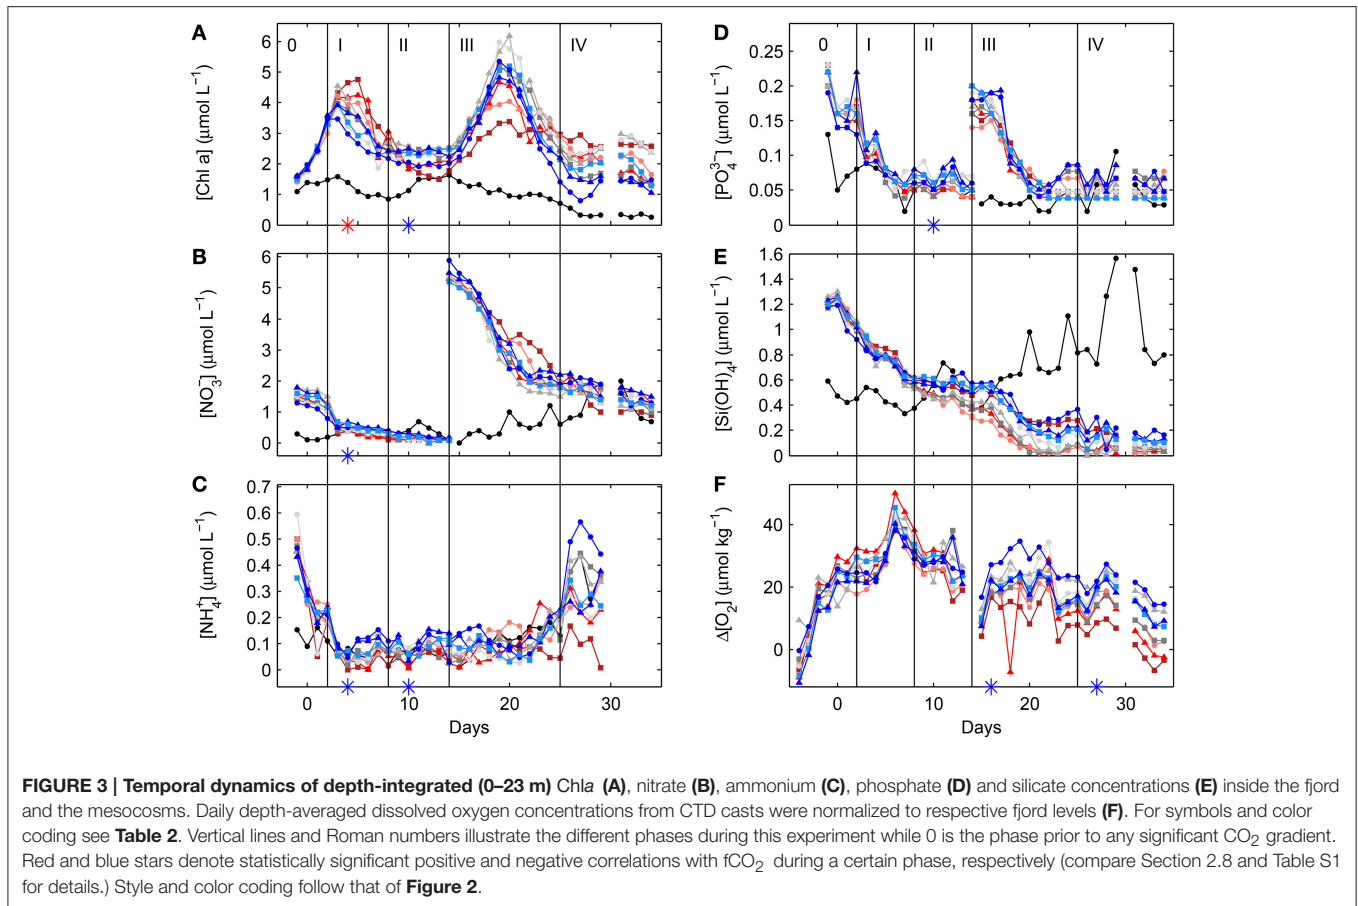 A
0 I II III IV
6
5
4
3
2
1
0
[Chl a] (μmol L−1)
B
6
5
4
3
2
1
0
[NO3−] (μmol L−1)
C
0.7
0.6
0.5
0.4
0.3
0.2
0.1
0
[NH4+] (μmol L−1)
0 10 20 30
Days
D
0 I II III IV
0.25
0.2
0.15
0.1
0.05
0
[PO43−] (μmol L−1)
E
1.6
1.4
1.2
1
0.8
0.6
0.4
0.2
0
[Si(OH)4] (μmol L−1)
F
40
20
0
Δ[O2] (μmol kg−1)
0 10 20 30
Days
FIGURE 3 | Temporal dynamics of depth-integrated (0–23 m) Chla (A), nitrate (B), ammonium (C), phosphate (D) and silicate concentrations (E) inside the fjord
and the mesocosms. Daily depth-averaged dissolved oxygen concentrations from CTD casts were normalized to respective fjord levels (F). For symbols and color
coding see Table 2. Vertical lines and Roman numbers illustrate the different phases during this experiment while 0 is the phase prior to any significant CO2 gradient.
Red and blue stars denote statistically significant positive and negative correlations with fCO2 during a certain phase, respectively (compare Section 2.8 and Table S1
for details.) Style and color coding follow that of Figure 2.